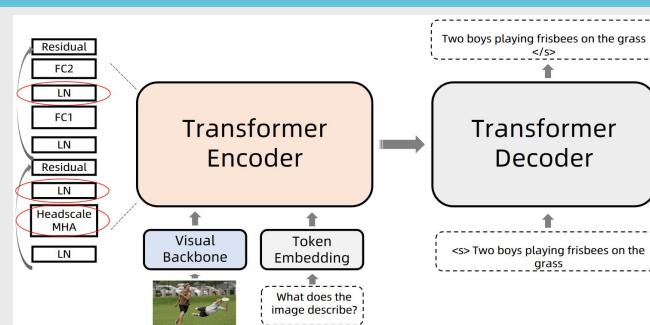 Residual
FC2
LN
FC1
LN
Residual
LN
Headscale
MHA
LN
Transformer
Encoder
Visual
Backbone
Token
Embedding
What does the
image describe?
Two boys playing frisbees on the grass
</s>
Transformer
Decoder
<s> Two boys playing frisbees on the
grass